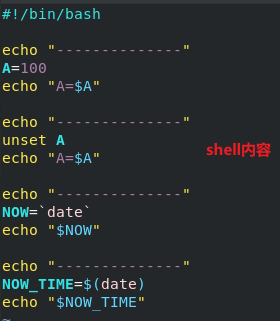 #!/bin/bash
echo "--------------"
A=100
echo "A=$A"
echo "--------------"
unset A
echo "A=$A"
shell内容
echo "--------------"
NOW=`date`
echo "$NOW"
echo "--------------"
NOW_TIME=$(date)
echo "$NOW_TIME"
~